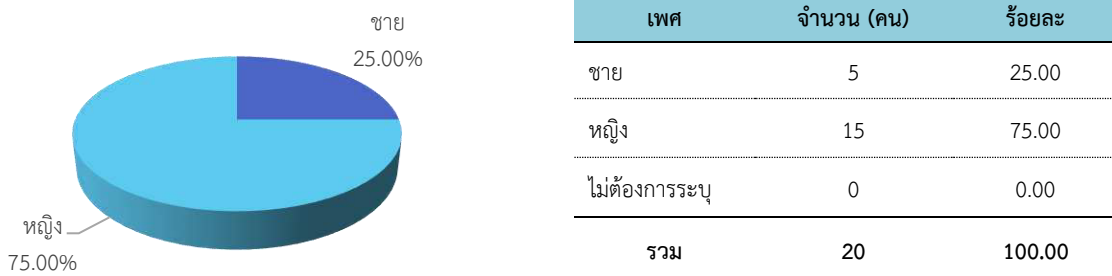 ชาย
25.00%
หญิง
75.00%
เพศ จำนวน (คน) ร้อยละ
ชาย 5 25.00
หญิง 15 75.00
ไม่ต้องการระบุ 0 0.00
รวม 20 100.00